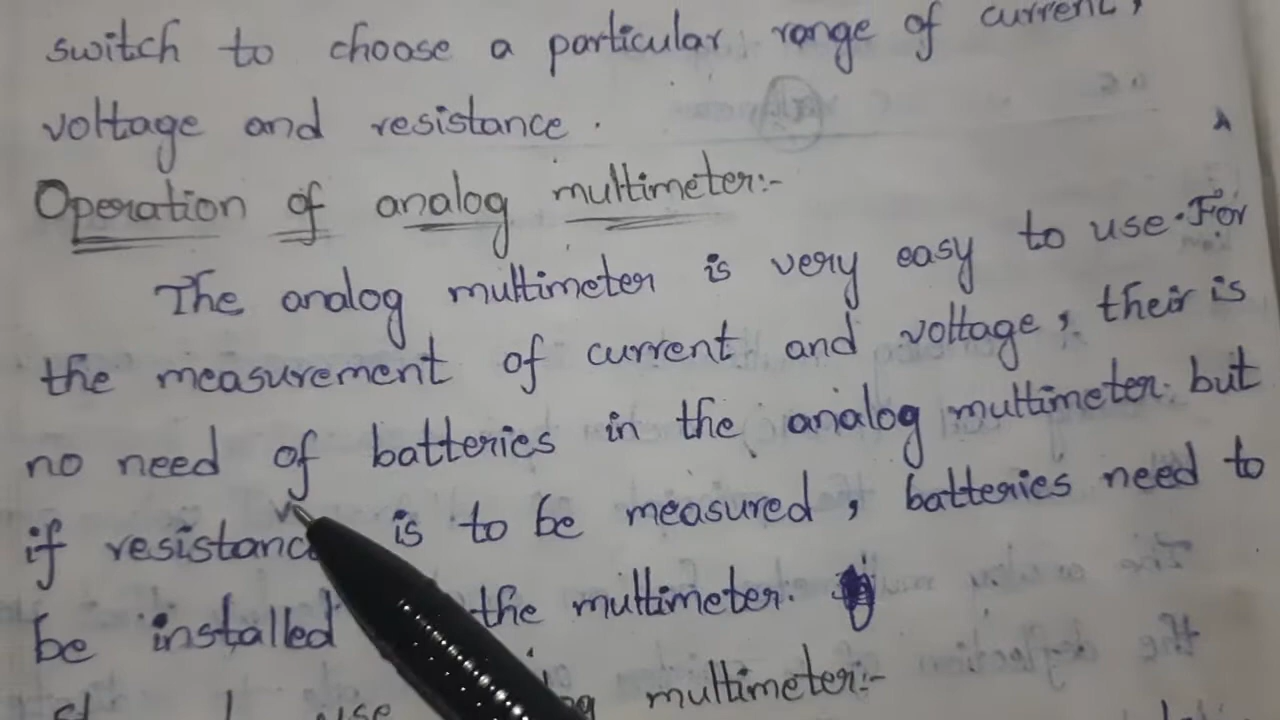 switch to choose a particular range of current,
voltage and resistance.
Operation of analog multimeter:-
The analog multimeter is very easy to use. For
the measurement of current and voltage, their is
no need of batteries in the analog multimeter. but
if resistance is to be measured, batteries need to
be installed the multimeter.
use multimeter:-